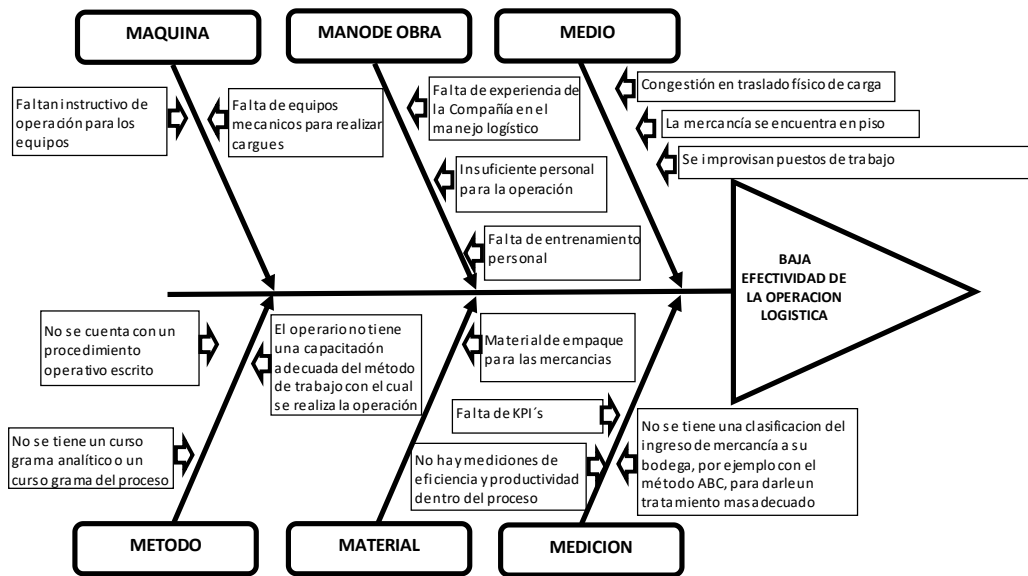 MAQUINA
MANODE OBRA
MEDIO
Faltan instructivo de
operación para los
equipos
Falta de equipos
mecanicos para realizar
cargues
Falta de experiencia de
la Compañía en el
manejo logístico
Insuficiente personal
para la operación
Falta de entrenamiento
personal
Congestión en traslado físico de carga
La mercancía se encuentra en piso
Se improvisan puestos de trabajo
BAJA
EFECTIVIDAD DE
LA OPERACION
LOGISTICA
No se cuenta con un
procedimiento
operativo escrito
El operario no tiene
una capacitación
adecuada del método
de trabajo con el cual
se realiza la operación
No se tiene un curso
grama analítico o un
curso grama del proceso
Material de empaque
para las mercancias
Falta de KPI´s
No hay mediciones de
eficiencia y productividad
dentro del proceso
No se tiene una clasificacion del
ingreso de mercancía a su
bodega, por ejemplo con el
método ABC, para darle un
tratamiento mas adecuado
METODO
MATERIAL
MEDICION